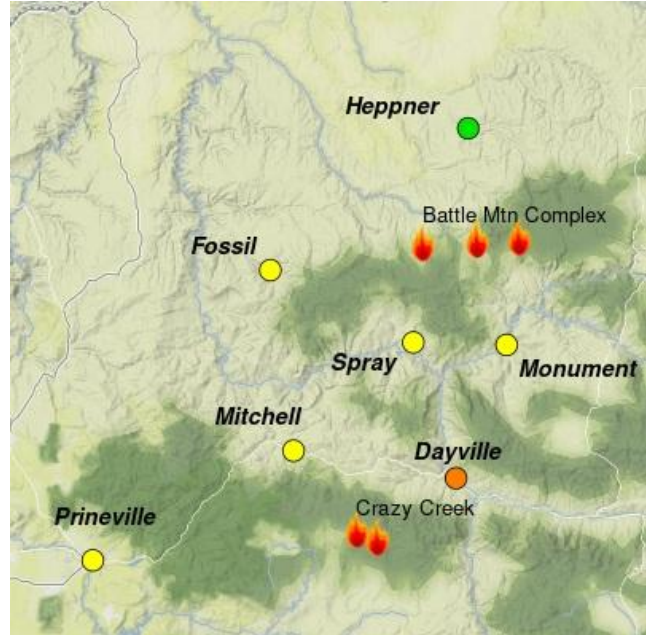 Heppner
Battle Mtn Complex
Fossil
Spray
Monument
Mitchell
Dayville
Crazy Creek
Prineville